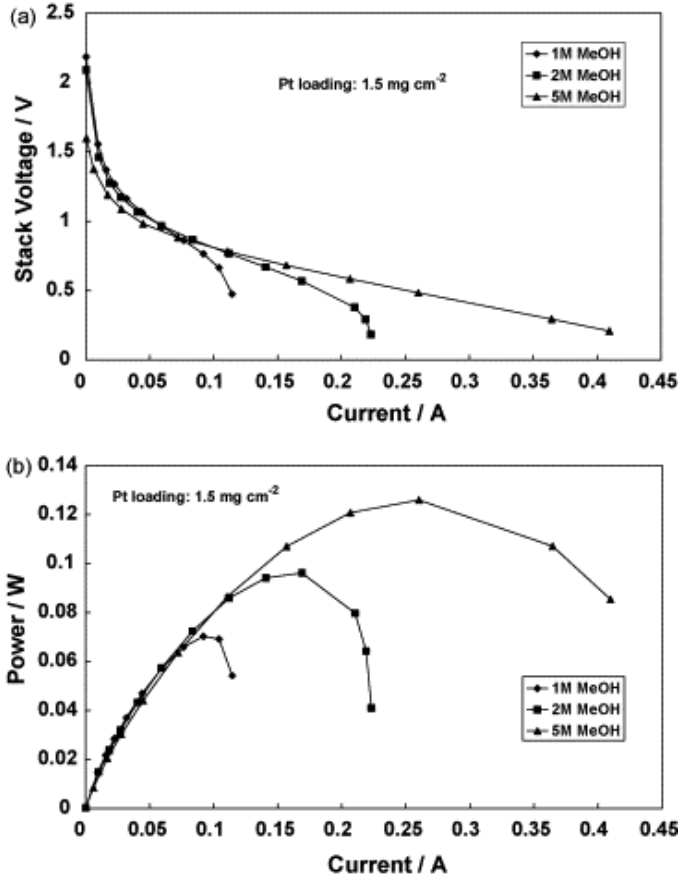 (a)
2.5
2
1.5
1
0.5
0
Stack Voltage / V
Pt loading: 1.5 mg cm-2
1M MeOH
2M MeOH
5M MeOH
0 0.05 0.1 0.15 0.2 0.25 0.3 0.35 0.4 0.45
Current / A
(b)
0.14
0.12
0.1
0.08
0.06
0.04
0.02
0
Power / W
Pt loading: 1.5 mg cm-2
1M MeOH
2M MeOH
5M MeOH
0 0.05 0.1 0.15 0.2 0.25 0.3 0.35 0.4 0.45
Current / A